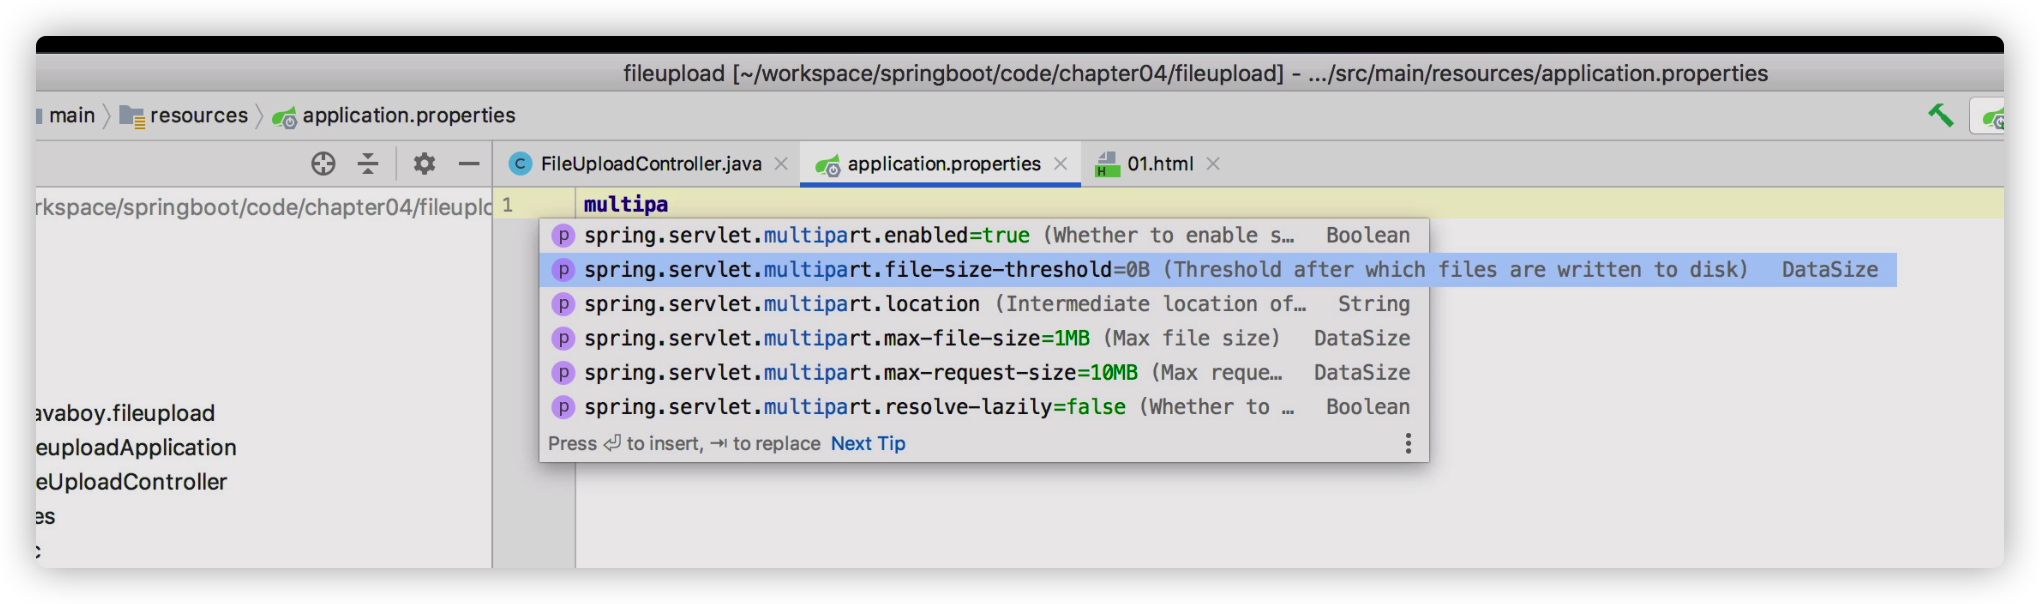 fileupload [~/workspace/springboot/code/chapter04/fileupload] - .../src/main/resources/application.properties
main resources application.properties
FileUploadController.java application.properties 01.html
rkspace/springboot/code/chapter04/fileuplc 1 multipa
p spring.servlet.multipart.enabled=true (Whether to enable s… Boolean
p spring.servlet.multipart.file-size-threshold=0B (Threshold after which files are written to disk) DataSize
p spring.servlet.multipart.location (Intermediate location of… String
p spring.servlet.multipart.max-file-size=1MB (Max file size) DataSize
p spring.servlet.multipart.max-request-size=10MB (Max reque… DataSize
p spring.servlet.multipart.resolve-lazily=false (Whether to … Boolean
Press ⏎ to insert, ⇥ to replace Next Tip
avaboy.fileupload
euploadApplication
eUploadController
es